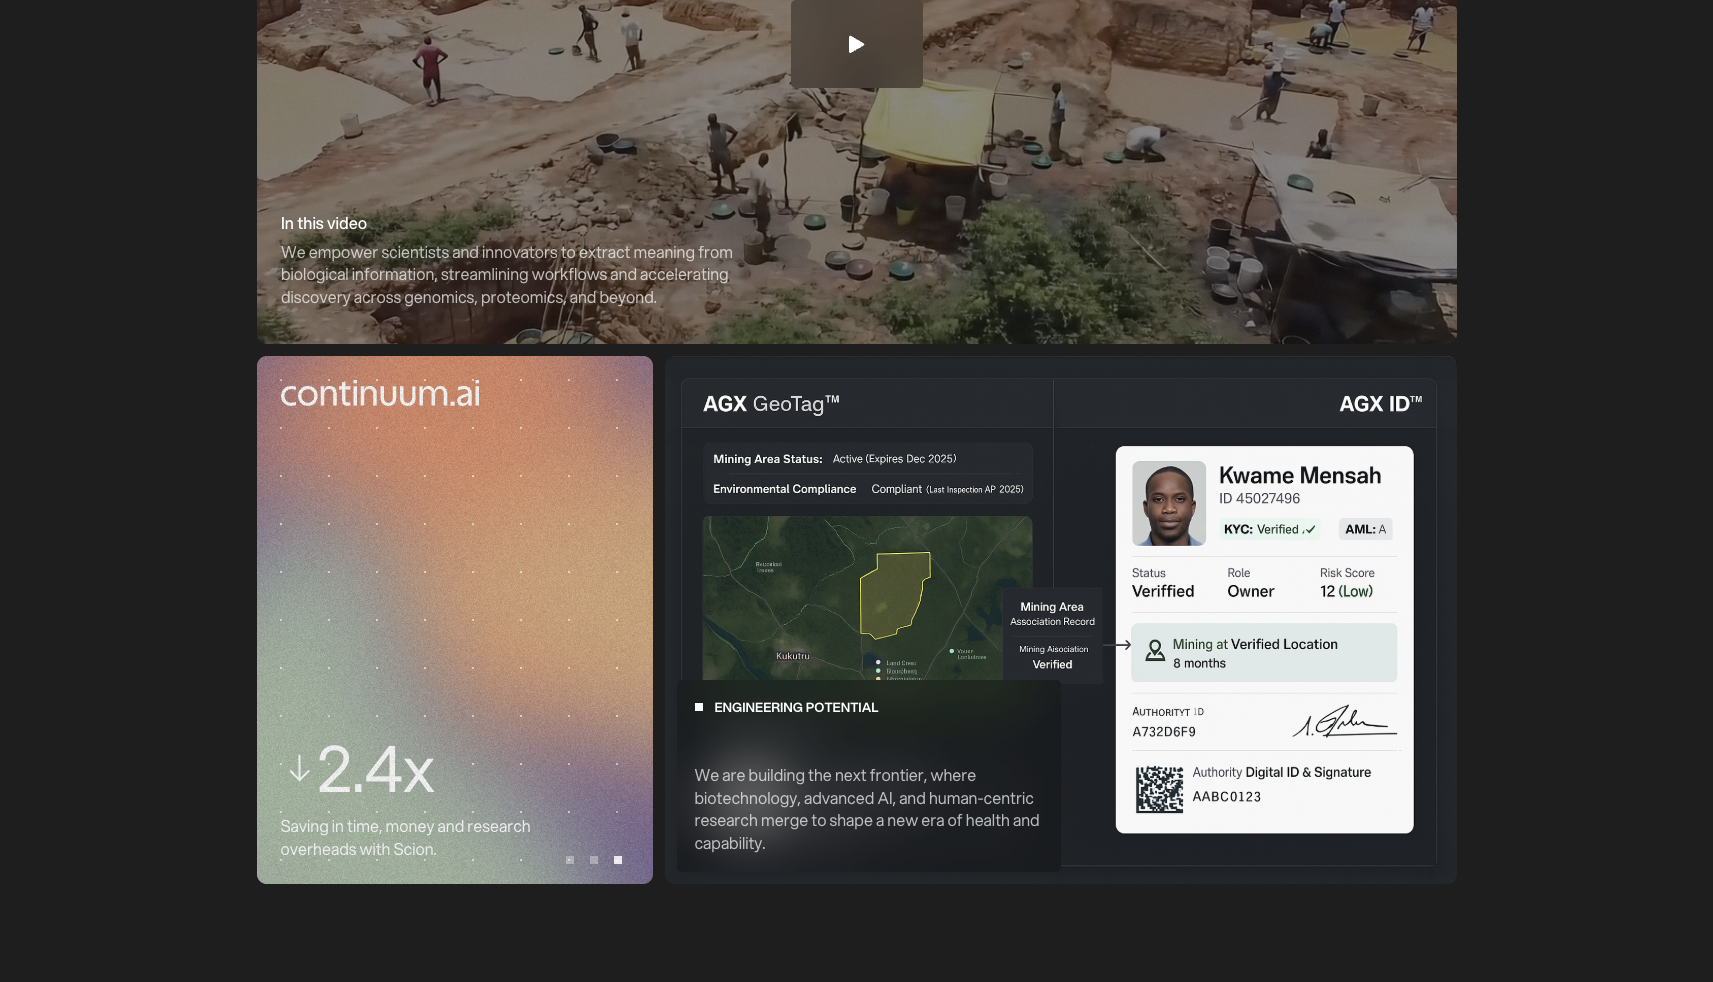 In this video
We empower scientists and innovators to extract meaning from
biological information, streamlining workflows and accelerating
discovery across genomics, proteomics, and beyond.
continuum.ai
2.4x
Saving in time, money and research
overheads with Scion.
AGX GeoTag™
AGX ID™
Mining Area Status: Active (Expires Dec 2025)
Environmental Compliance Compliant (Last Inspection AP 2025)
Kukutru
Mining Area
Association Record
Mining Aisociation
Verified
ENGINEERING POTENTIAL
We are building the next frontier, where
biotechnology, advanced AI, and human-centric
research merge to shape a new era of health and
capability.
Kwame Mensah
ID 45027496
KYC: Verified
AML: A
Status Role Risk Score
Veriffied Owner 12 (Low)
Mining at Verified Location
8 months
AUTHORITYT ID
A732D6F9
Authority Digital ID & Signature
AABC0123